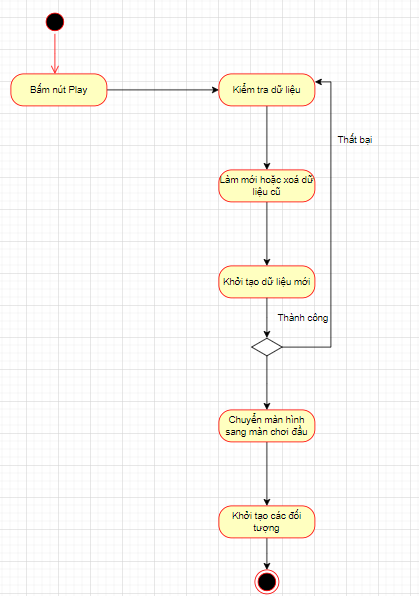 Bấm nút Play
Kiểm tra dữ liệu
Thất bại
Làm mới hoặc xoá dữ
liệu cũ
Khởi tạo dữ liệu mới
Thành công
Chuyển màn hình
sang màn chơi đầu
Khởi tạo các đối
tượng